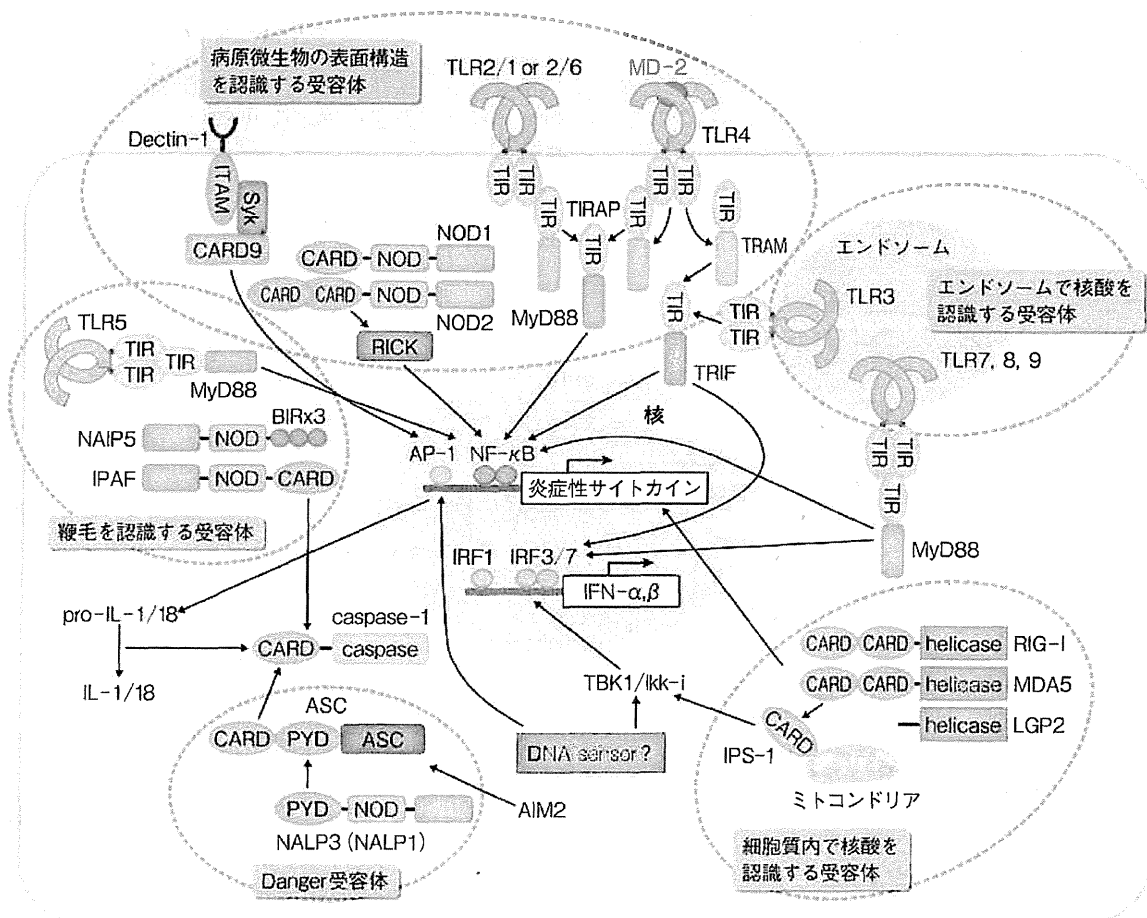 病原微生物の表面構造
を認識する受容体
TLR2/1 or 2/6
MD-2
TLR4
Dectin-1
ITAM
Syk
CARD9
TIR
TIR
TIR
TIR
TIR
TIRAP
TIR
TIR
TIR
TRAM
MyD88
CARD
NOD
NOD1
CARD
CARD
NOD
NOD2
RICK
エンドソーム
エンドソームで核酸を
認識する受容体
TLR3
TIR
TIR
TIR
TRIF
TLR7, 8, 9
TIR
TIR
TIR
MyD88
TLR5
TIR
TIR
TIR
MyD88
NAIP5
NOD
BIRx3
IPAF
NOD
CARD
鞭毛を認識する受容体
核
AP-1
NF-κB
炎症性サイトカイン
IRF1
IRF3/7
IFN-α,β
pro-IL-1/18
IL-1/18
caspase-1
CARD
caspase
ASC
CARD
PYD
ASC
PYD
NOD
NALP3 (NALP1)
AIM2
Danger受容体
DNA sensor?
TBK1/Ikk-i
CARD
CARD
helicase
RIG-I
CARD
CARD
helicase
MDA5
helicase
LGP2
CARD
IPS-1
ミトコンドリア
細胞質内で核酸を
認識する受容体